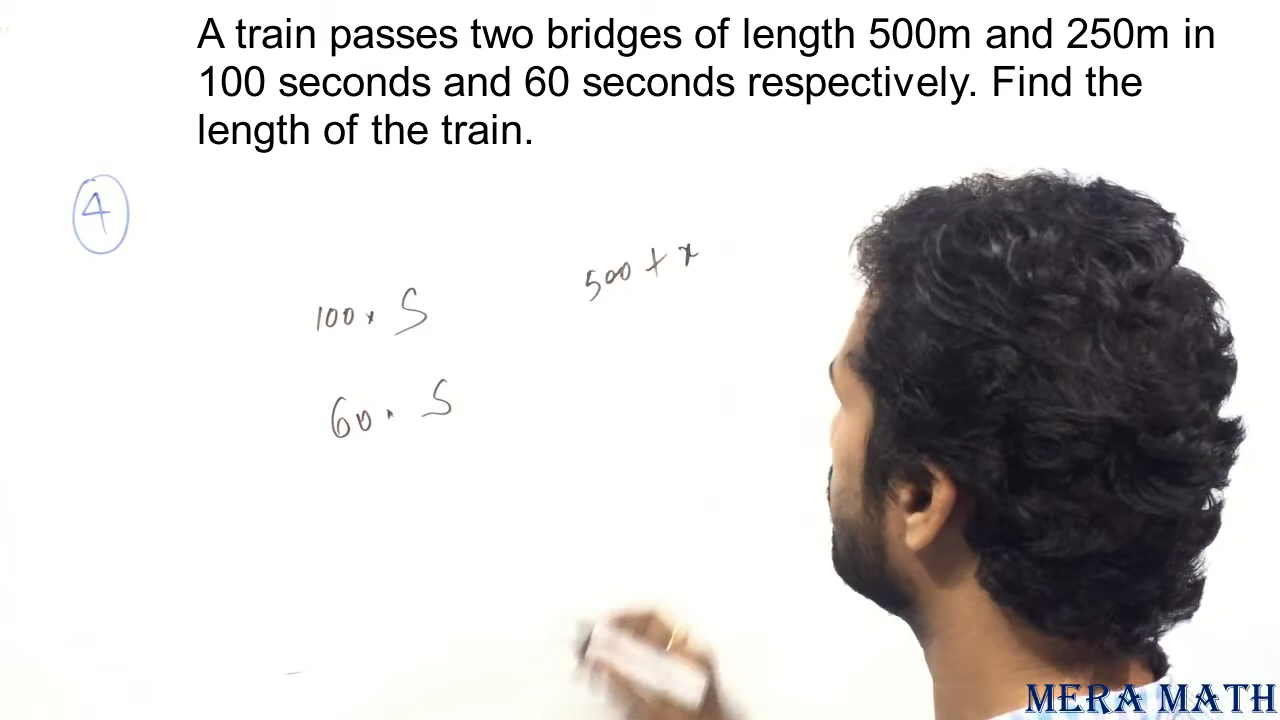 A train passes two bridges of length 500m and 250m in
100 seconds and 60 seconds respectively. Find the
length of the train.
4
500 + x
100 × S
60 × S
MERA MATH